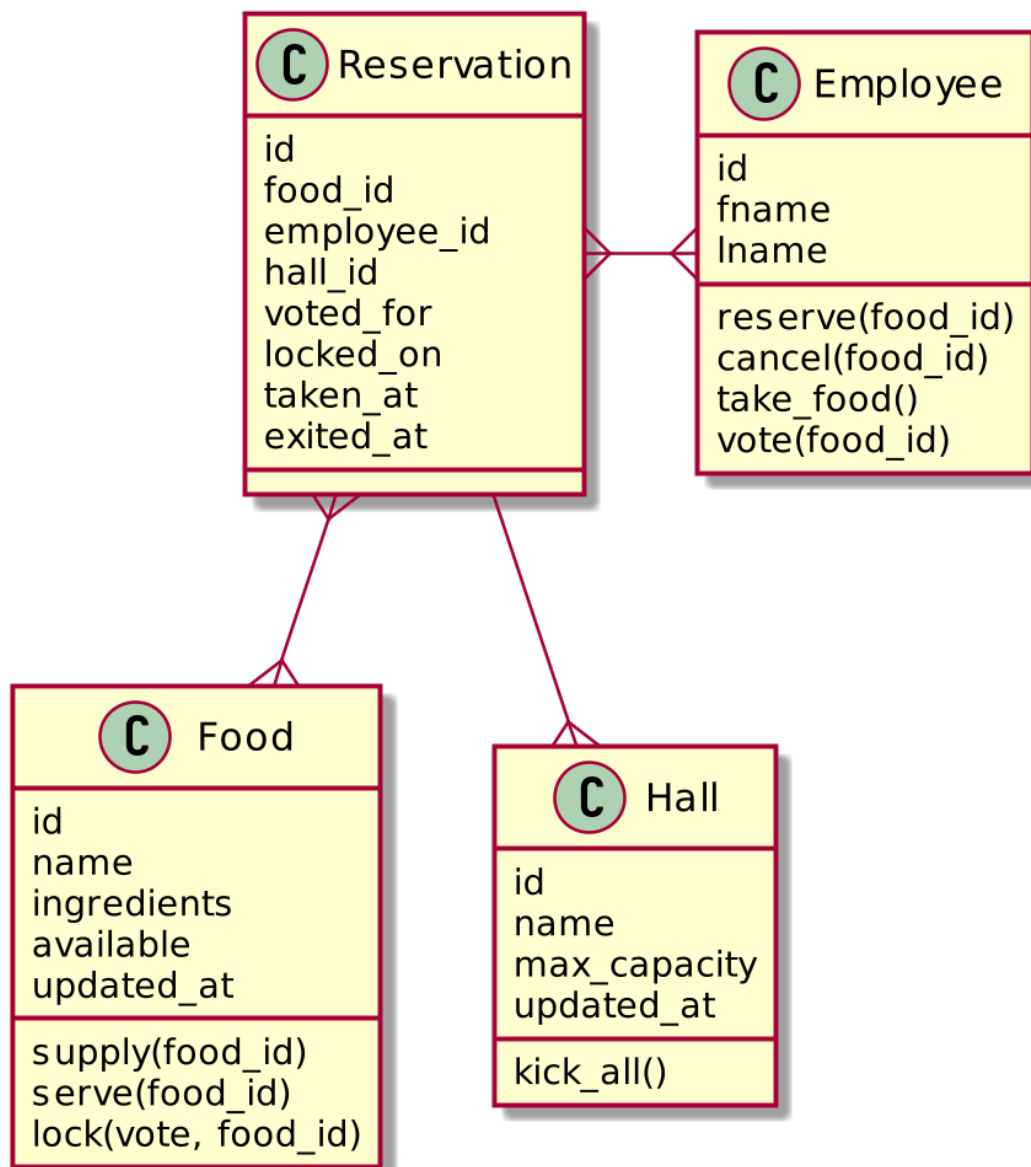 C Reservation
id
food_id
employee_id
hall_id
voted_for
locked_on
taken_at
exited_at
C Employee
id
fname
lname
reserve(food_id)
cancel(food_id)
take_food()
vote(food_id)
C Food
id
name
ingredients
available
updated_at
supply(food_id)
serve(food_id)
lock(vote, food_id)
C Hall
id
name
max_capacity
updated_at
kick_all()